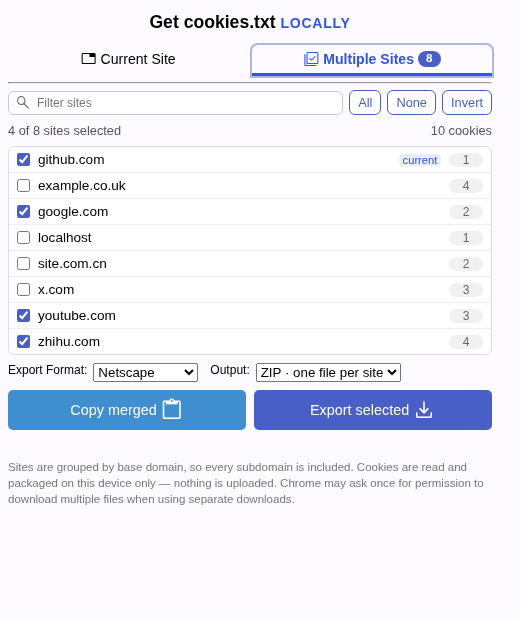 Get cookies.txt LOCALLY
Current Site
Multiple Sites 8
Filter sites
All
None
Invert
4 of 8 sites selected
10 cookies
github.com current 1
example.co.uk 4
google.com 2
localhost 1
site.com.cn 2
x.com 3
youtube.com 3
zhihu.com 4
Export Format: Netscape Output: ZIP · one file per site
Copy merged
Export selected
Sites are grouped by base domain, so every subdomain is included. Cookies are read and
packaged on this device only — nothing is uploaded. Chrome may ask once for permission to
download multiple files when using separate downloads.